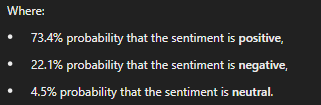 Where:
• 73.4% probability that the sentiment is positive,
• 22.1% probability that the sentiment is negative,
• 4.5% probability that the sentiment is neutral.